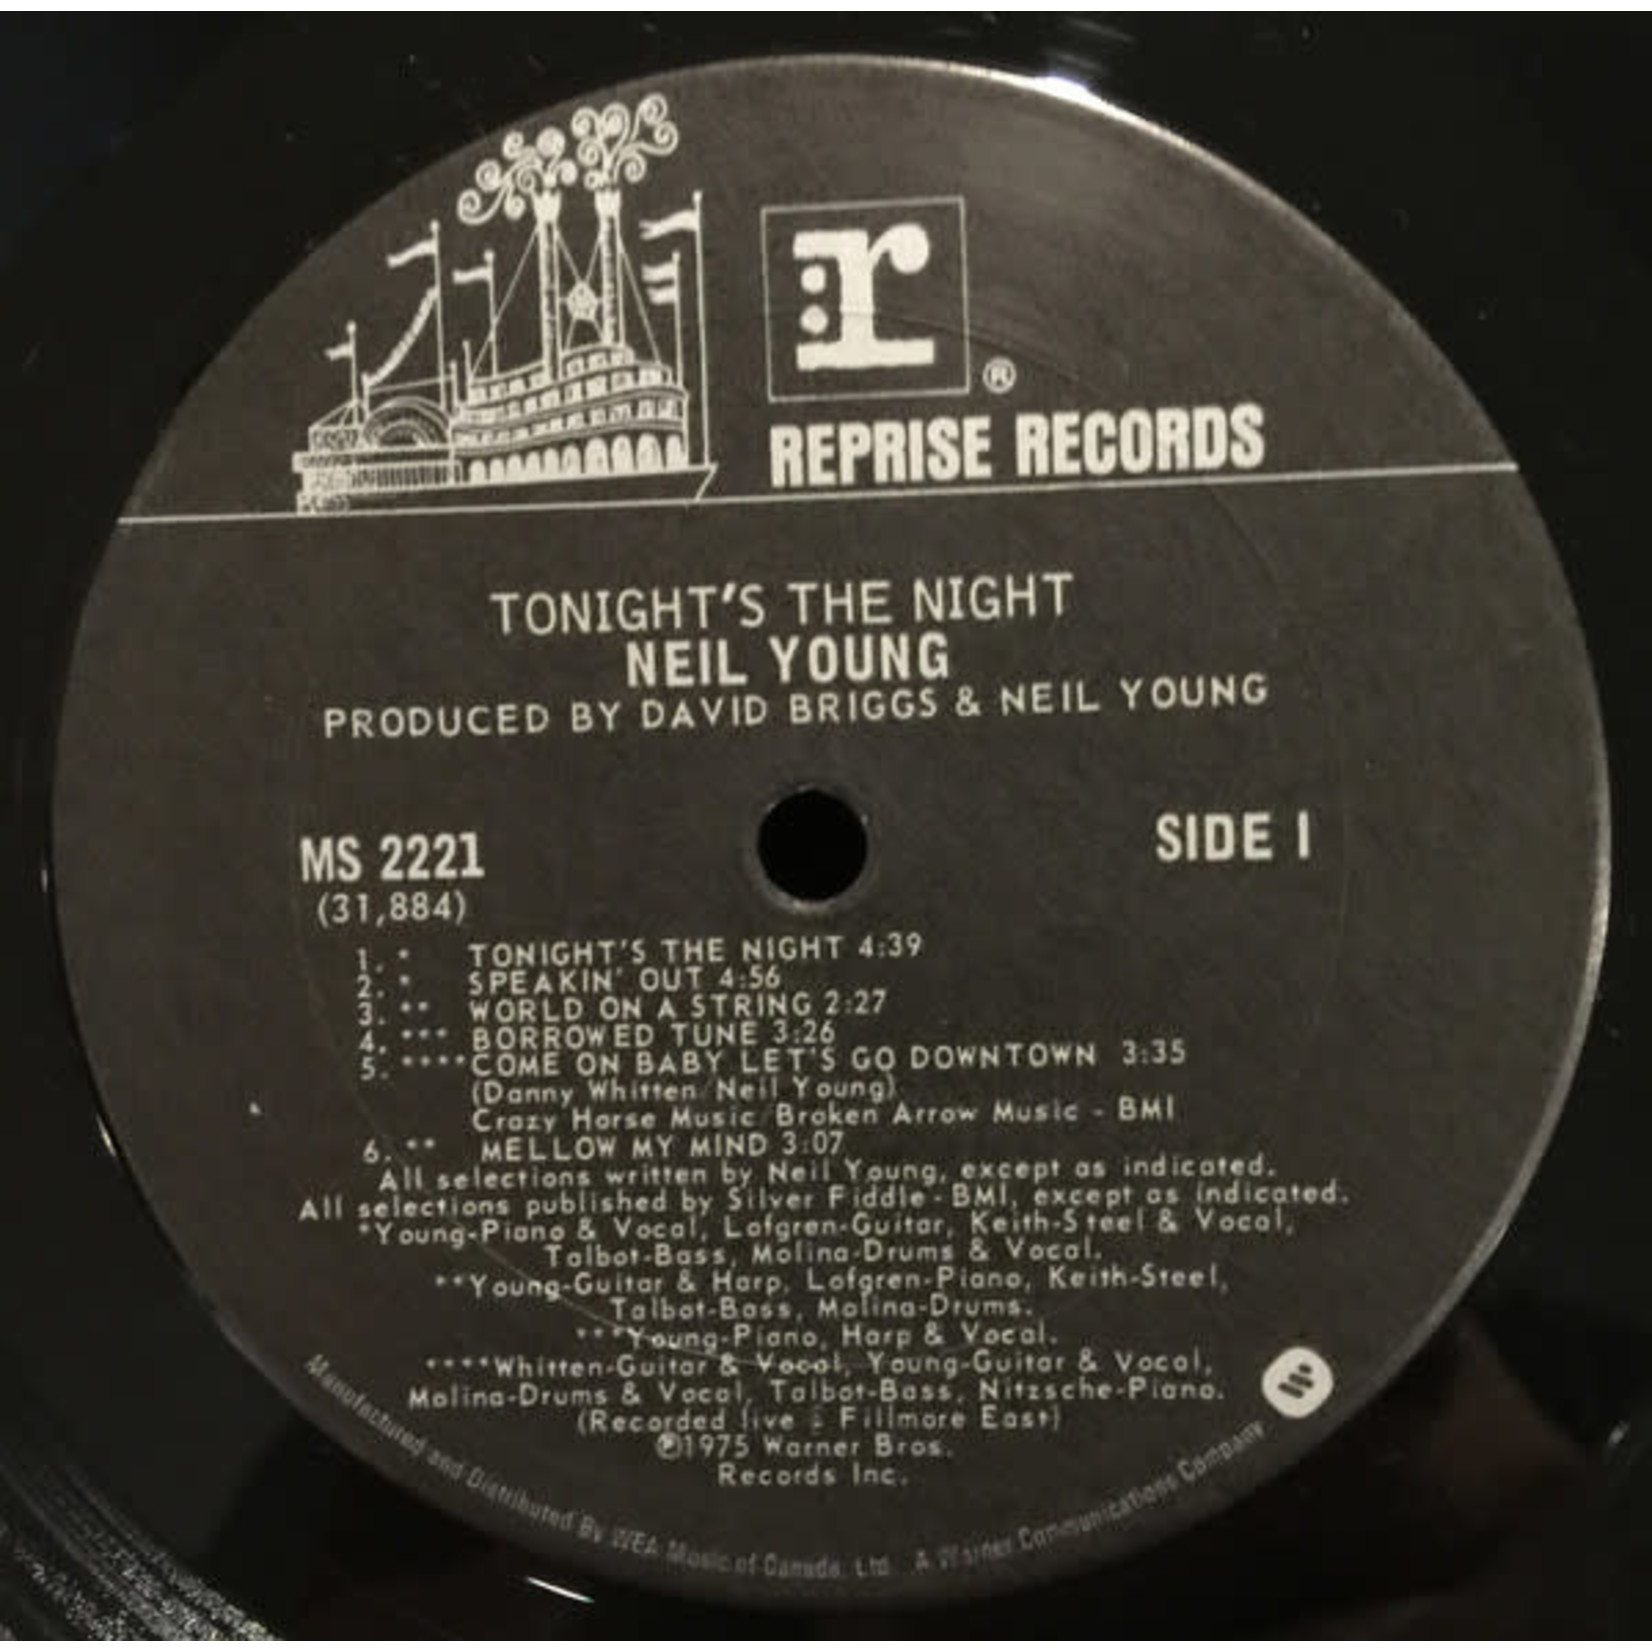 r
®
REPRISE RECORDS
TONIGHT'S THE NIGHT
NEIL YOUNG
PRODUCED BY DAVID BRIGGS & NEIL YOUNG
MS 2221
SIDE 1
(31,884)
1. * TONIGHT'S THE NIGHT 4:39
2. * SPEAKIN' OUT 4:56
3. ** WORLD ON A STRING 2:27
4. *** BORROWED TUNE 3:26
5. **** COME ON BABY LET'S GO DOWNTOWN 3:35
(Danny Whitten/Neil Young)
Crazy Horse Music/Broken Arrow Music - BMI
6. ** MELLOW MY MIND 3:07
All selections written by Neil Young, except as indicated.
All selections published by Silver Fiddle - BMI, except as indicated.
*Young-Piano & Vocal, Lofgren-Guitar, Keith-Steel & Vocal,
Talbot-Bass, Molina-Drums & Vocal.
**Young-Guitar & Harp, Lofgren-Piano, Keith-Steel,
Talbot-Bass, Molina-Drums.
***Young-Piano, Harp & Vocal.
****Whitten-Guitar & Vocal, Young-Guitar & Vocal,
Molina-Drums & Vocal, Talbot-Bass, Nitzsche-Piano.
(Recorded live Fillmore East)
℗1975 Warner Bros.
Records Inc.
Manufactured and Distributed By WEA Music of Canada, Ltd. A Warner Communications Company